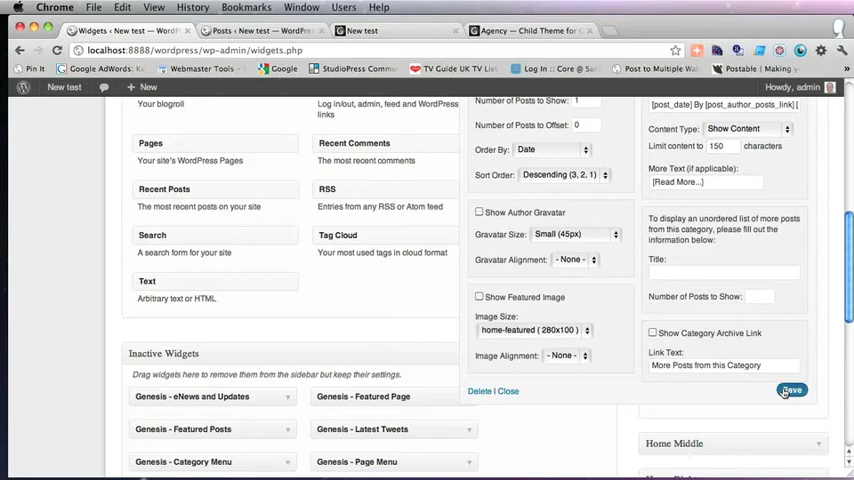 Chrome File Edit View History Bookmarks Window Users Help
Widgets ‹ New test — WordP
Posts ‹ New test — WordPre
New test
Agency — Child Theme for G
localhost:8888/wordpress/wp-admin/widgets.php
Pin It
Google AdWords
Webmaster Tools
Google
StudioPress Commu
TV Guide UK TV List
Log In :: Core @ Surr
Post to Multiple Wall
Postable | Making yo
New test
+ New
Howdy, admin
Your blogroll
Log in/out, admin, feed and WordPress
links
Pages
Your site's WordPress Pages
Recent Comments
The most recent comments
Recent Posts
The most recent posts on your site
RSS
Entries from any RSS or Atom feed
Search
A search form for your site
Tag Cloud
Your most used tags in cloud format
Text
Arbitrary text or HTML
Number of Posts to Show: 1
Number of Posts to Offset: 0
Order By: Date
Sort Order: Descending (3, 2, 1)
Show Author Gravatar
Gravatar Size: Small (45px)
Gravatar Alignment: - None -
Show Featured Image
Image Size:
home-featured ( 280x100 )
Image Alignment: - None -
Delete | Close
[post_date] By [post_author_posts_link] [
Content Type: Show Content
Limit content to 150 characters
More Text (if applicable):
[Read More...]
To display an unordered list of more posts
from this category, please fill out the
information below:
Title:
Number of Posts to Show:
Show Category Archive Link
Link Text:
More Posts from this Category
Save
Inactive Widgets
Drag widgets here to remove them from the sidebar but keep their settings.
Genesis - eNews and Updates
Genesis - Featured Page
Genesis - Featured Posts
Genesis - Latest Tweets
Genesis - Category Menu
Genesis - Page Menu
Home Middle